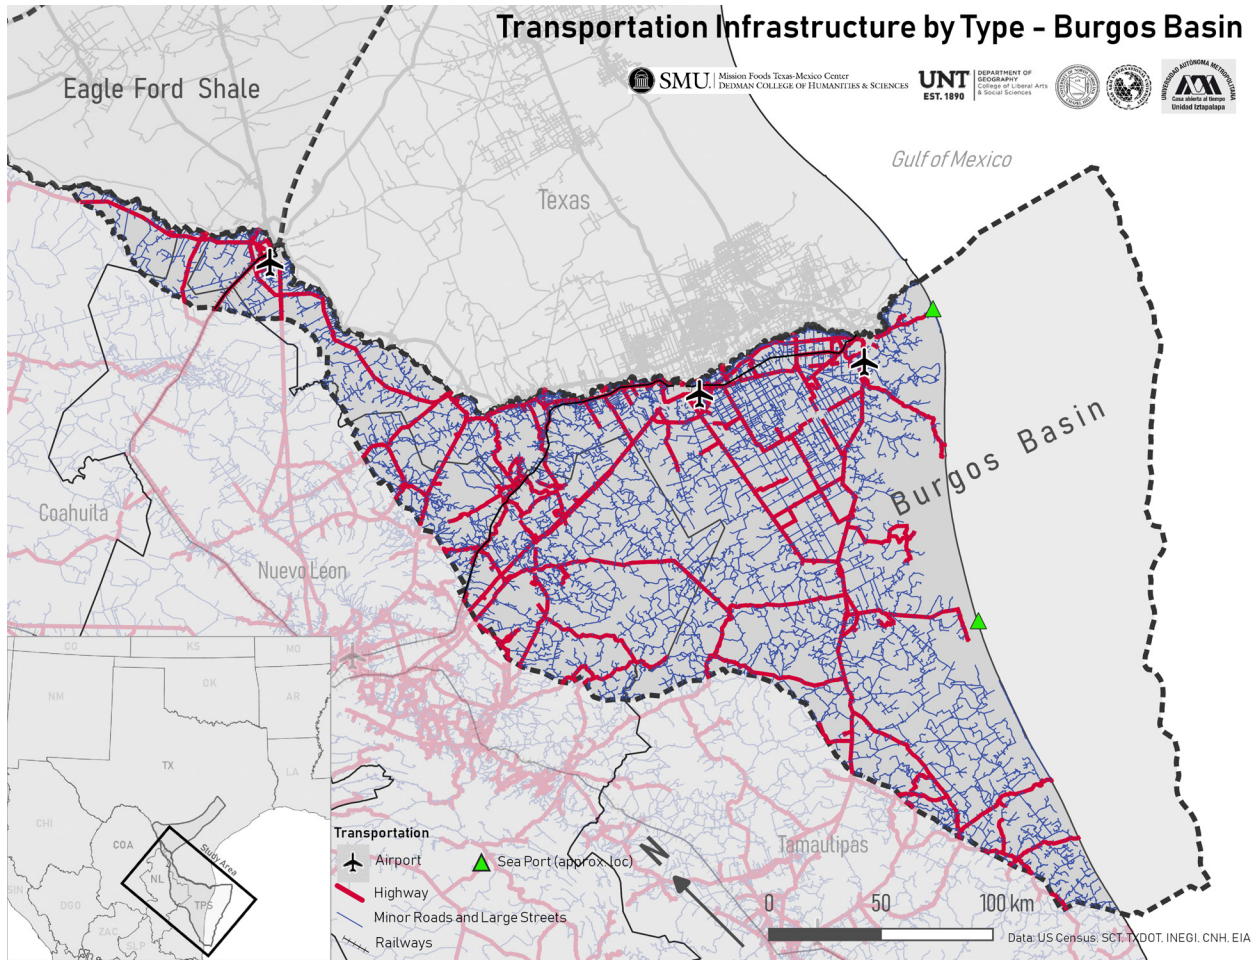 Transportation Infrastructure by Type - Burgos Basin
SMU.
Mission Foods Texas-Mexico Center
DEDMAN COLLEGE OF HUMANITIES & SCIENCES
UNT
EST. 1890
DEPARTMENT OF
GEOGRAPHY
College of Liberal Arts
& Social Sciences
UNIVERSIDAD AUTÓNOMA METROPOLITANA
Casa abierta al tiempo
Unidad Iztapalapa
Eagle Ford Shale
Gulf of Mexico
Texas
Burgos Basin
Coahuila
Nuevo Leon
Tamaulipas
CO
KS
MO
NM
OK
AR
TX
LA
CHI
COA
Study Area
NL
TPS
SIN
DGO
ZAC
SLP
Transportation
Airport
Sea Port (approx. loc)
Highway
Minor Roads and Large Streets
Railways
N
0 50 100 km
Data: US Census, SCT, TXDOT, INEGI, CNH, EIA